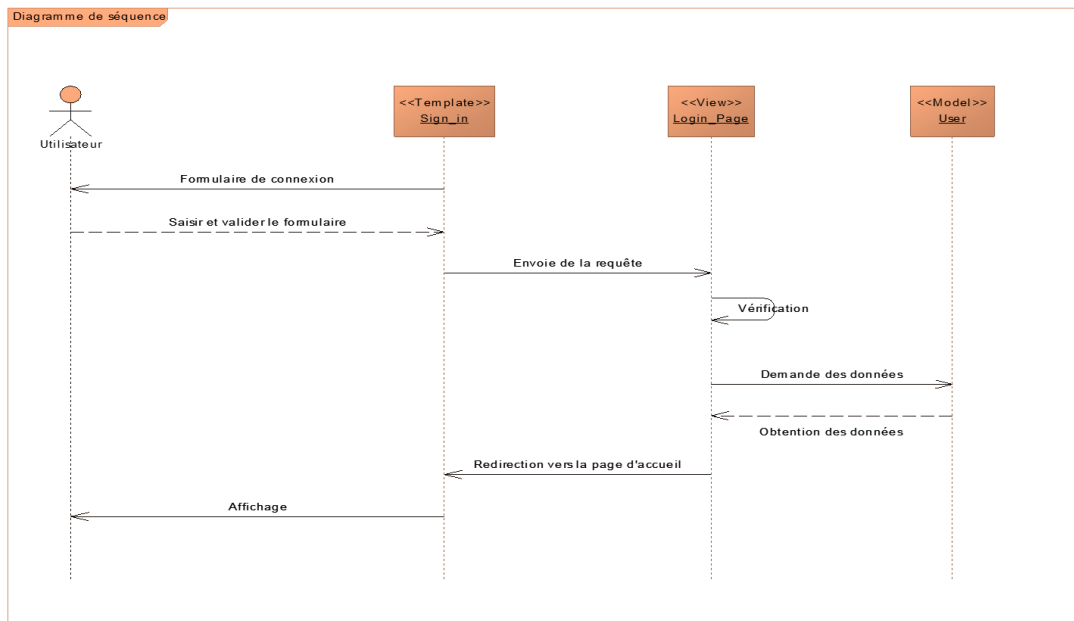 Diagramme de séquence
<<Template>>
Sign_in
<<View>>
Login_Page
<<Model>>
User
Utilisateur
Formulaire de connexion
Saisir et valider le formulaire
Envoie de la requête
Vérification
Demande des données
Obtention des données
Redirection vers la page d'accueil
Affichage